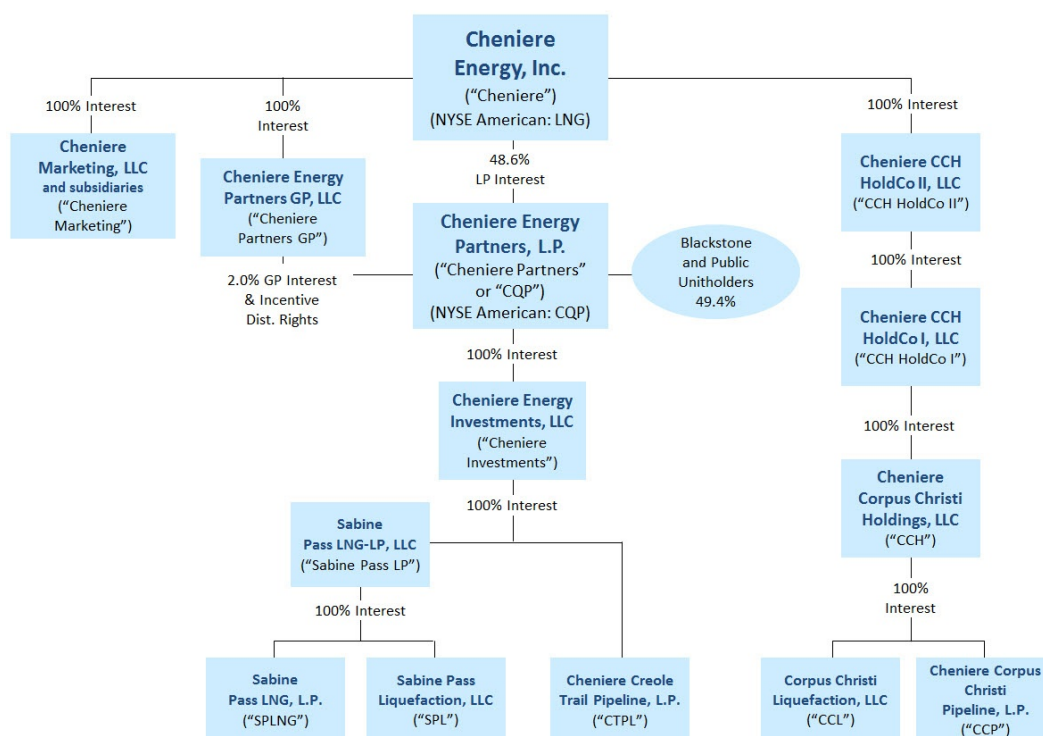 Cheniere
Energy, Inc.
(“Cheniere”)
(NYSE American: LNG)
100% Interest
100%
Interest
100% Interest
Cheniere
Marketing, LLC
and subsidiaries
(“Cheniere
Marketing”)
Cheniere Energy
Partners GP, LLC
(“Cheniere
Partners GP”)
48.6%
LP Interest
Cheniere CCH
HoldCo II, LLC
(“CCH HoldCo II”)
Cheniere Energy
Partners, L.P.
(“Cheniere Partners”
or “CQP”)
(NYSE American: CQP)
Blackstone
and Public
Unitholders
49.4%
2.0% GP Interest
& Incentive
Dist. Rights
100% Interest
Cheniere CCH
HoldCo I, LLC
(“CCH HoldCo I”)
100% Interest
Cheniere Energy
Investments, LLC
(“Cheniere
Investments”)
100% Interest
Cheniere
Corpus Christi
Holdings, LLC
(“CCH”)
100% Interest
Sabine
Pass LNG-LP, LLC
(“Sabine Pass LP”)
100% Interest
100%
Interest
Sabine
Pass LNG, L.P.
(“SPLNG”)
Sabine Pass
Liquefaction, LLC
(“SPL”)
Cheniere Creole
Trail Pipeline, L.P.
(“CTPL”)
Corpus Christi
Liquefaction, LLC
(“CCL”)
Cheniere Corpus
Christi
Pipeline, L.P.
(“CCP”)